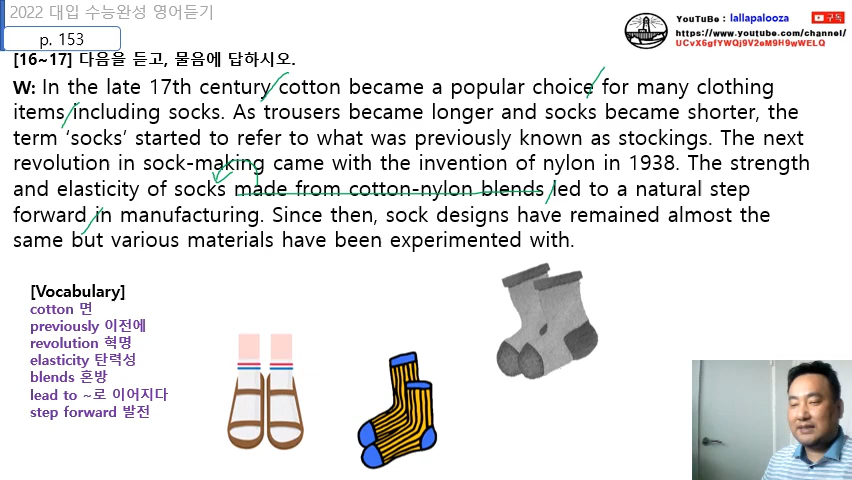 2022 대입 수능완성 영어듣기
p. 153
YouTuBe : lallapalooza
구독
https://www.youtube.com/channel/
UCvX6gfYWQj9V2eM9H9wWELQ
[16~17] 다음을 듣고, 물음에 답하시오.
W: In the late 17th century cotton became a popular choice for many clothing
items including socks. As trousers became longer and socks became shorter, the
term ‘socks’ started to refer to what was previously known as stockings. The next
revolution in sock-making came with the invention of nylon in 1938. The strength
and elasticity of socks made from cotton-nylon blends led to a natural step
forward in manufacturing. Since then, sock designs have remained almost the
same but various materials have been experimented with.
[Vocabulary]
cotton 면
previously 이전에
revolution 혁명
elasticity 탄력성
blends 혼방
lead to ~로 이어지다
step forward 발전